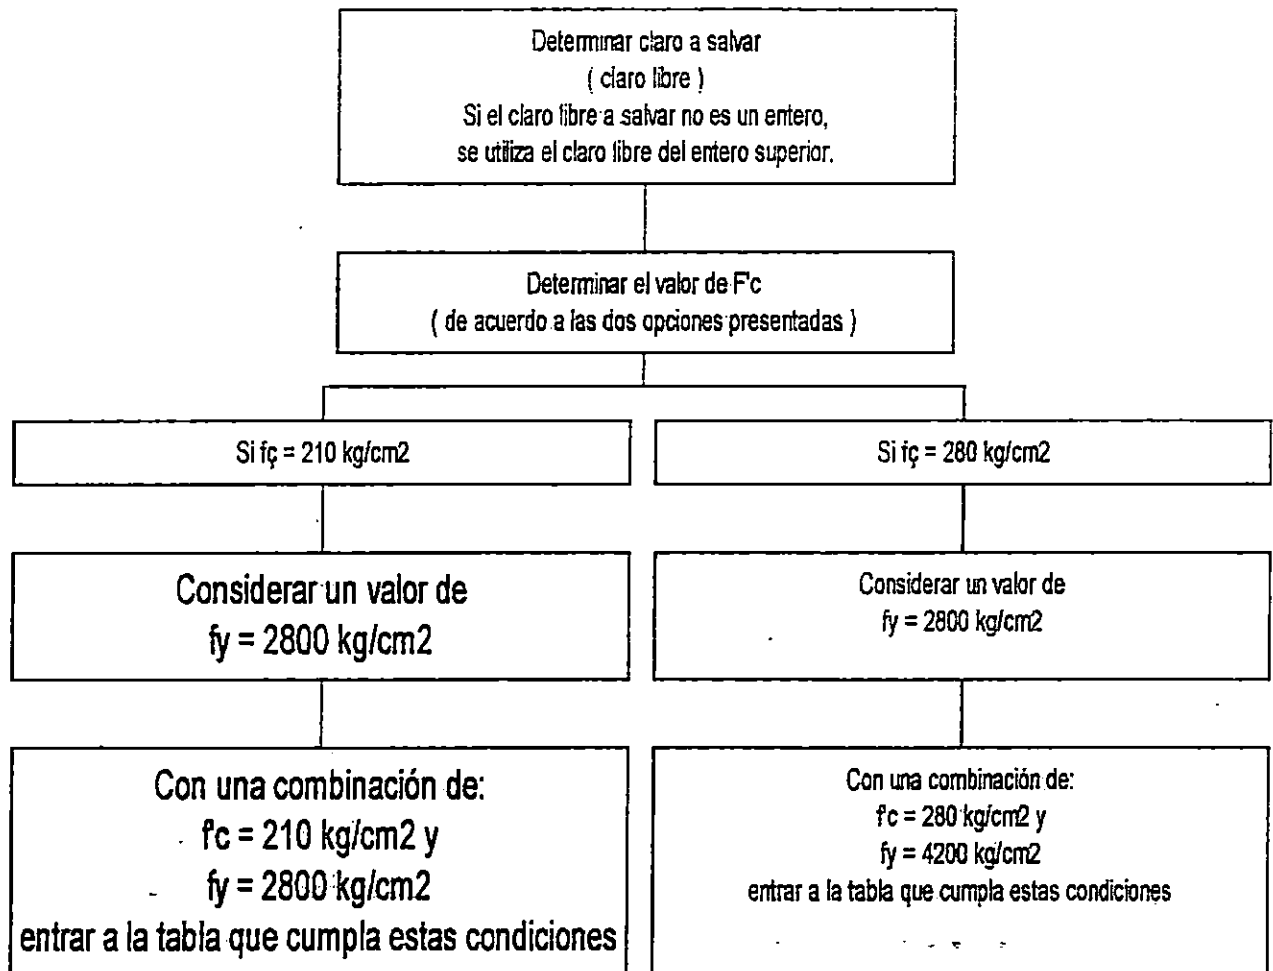 Determinar claro a salvar
( claro libre )
Si el claro libre a salvar no es un entero,
se utiliza el claro libre del entero superior.
Determinar el valor de F'c
( de acuerdo a las dos opciones presentadas )
Si fç = 210 kg/cm2
Si fç = 280 kg/cm2
Considerar un valor de
fy = 2800 kg/cm2
Considerar un valor de
fy = 2800 kg/cm2
Con una combinación de:
f'c = 210 kg/cm2 y
fy = 2800 kg/cm2
entrar a la tabla que cumpla estas condiciones
Con una combinación de:
f'c = 280 kg/cm2 y
fy = 4200 kg/cm2
entrar a la tabla que cumpla estas condiciones